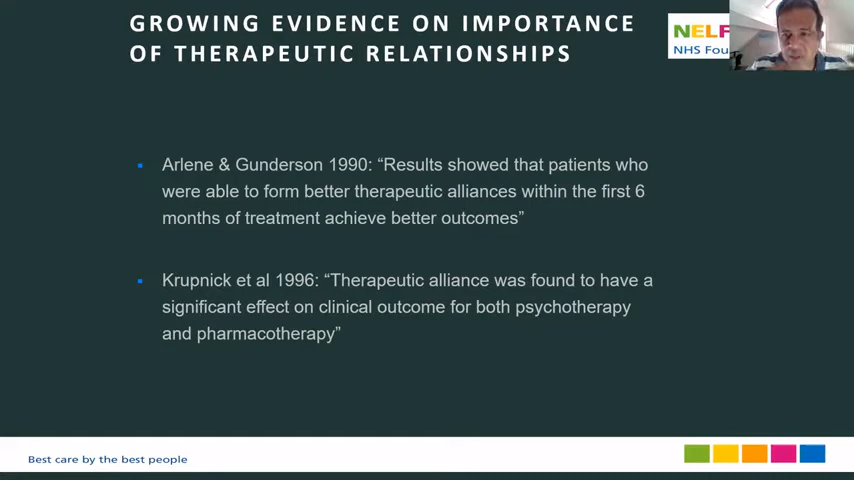 GROWING EVIDENCE ON IMPORTANCE
OF THERAPEUTIC RELATIONSHIPS
NELF
NHS Fou
▪ Arlene & Gunderson 1990: “Results showed that patients who
were able to form better therapeutic alliances within the first 6
months of treatment achieve better outcomes”
▪ Krupnick et al 1996: “Therapeutic alliance was found to have a
significant effect on clinical outcome for both psychotherapy
and pharmacotherapy”
Best care by the best people